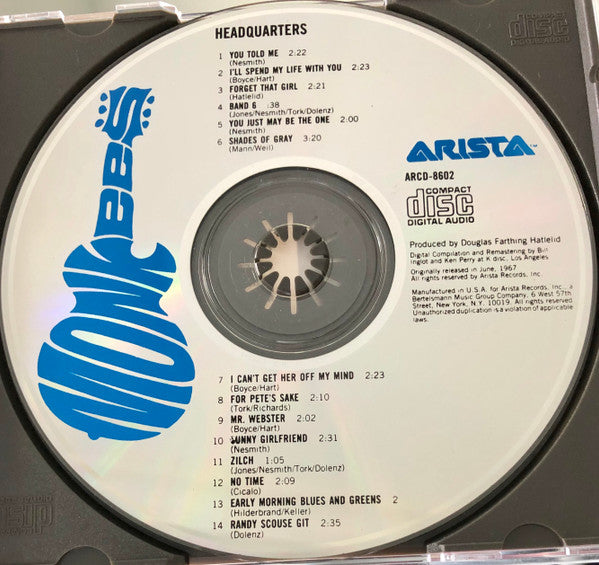 HEADQUARTERS
1 YOU TOLD ME 2:22
(Nesmith)
2 I'LL SPEND MY LIFE WITH YOU 2:23
(Boyce/Hart)
3 FORGET THAT GIRL 2:21
(Hatlelid)
4 BAND 6 :38
(Jones/Nesmith/Tork/Dolenz)
5 YOU JUST MAY BE THE ONE 2:00
(Nesmith)
6 SHADES OF GRAY 3:20
(Mann/Weil)
MONKEES
ARISTA™
ARCD-8602
COMPACT
disc
DIGITAL AUDIO
Produced by Douglas Farthing Hatlelid
Digital Compilation and Remastering by Bill
Inglot and Ken Perry at K disc, Los Angeles
Originally released in June, 1967
All rights reserved by Arista Records, Inc.
Manufactured in U.S.A. for Arista Records, Inc., a
Bertelsmann Music Group Company, 6 West 57th
Street, New York, N.Y. 10019. All rights reserved
Unauthorized duplication is a violation of applicable
laws.
7 I CAN'T GET HER OFF MY MIND 2:23
(Boyce/Hart)
8 FOR PETE'S SAKE 2:10
(Tork/Richards)
9 MR. WEBSTER 2:02
(Boyce/Hart)
10 SUNNY GIRLFRIEND 2:31
(Nesmith)
11 ZILCH 1:05
(Jones/Nesmith/Tork/Dolenz)
12 NO TIME 2:09
(Cicalo)
13 EARLY MORNING BLUES AND GREENS 2
(Hilderbrand/Keller)
14 RANDY SCOUSE GIT 2:35
(Dolenz)
COMPACT
disc
DIGITAL AUDIO
disc